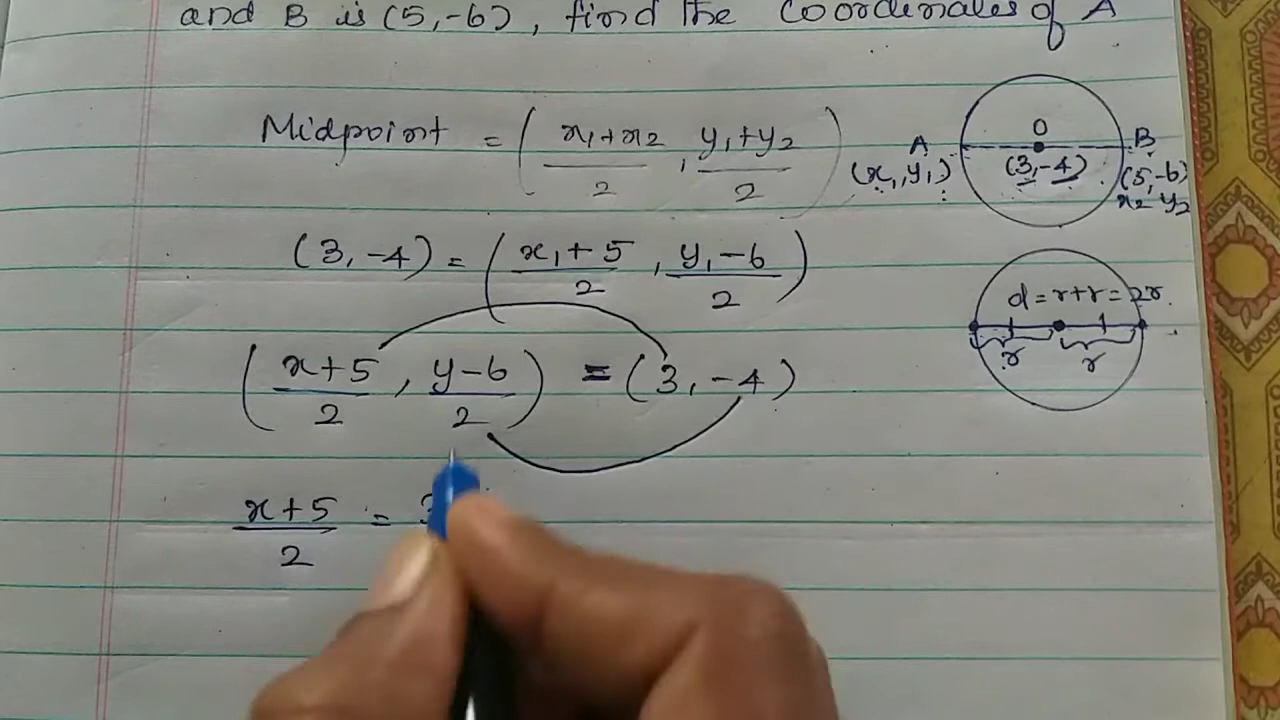 and B is (5,-6), find the coordinates of A
Midpoint = ( x₁+x₂/2 , y₁+y₂/2 )
(3,-4) = ( x₁+5/2 , y₁-6/2 )
( x+5/2 , y-6/2 ) = (3,-4)
x+5/2 = 3
O
A
B
(x₁,y₁)
(3,-4)
(5,-6)
x₂ y₂
d=r+r=2r.
r
r